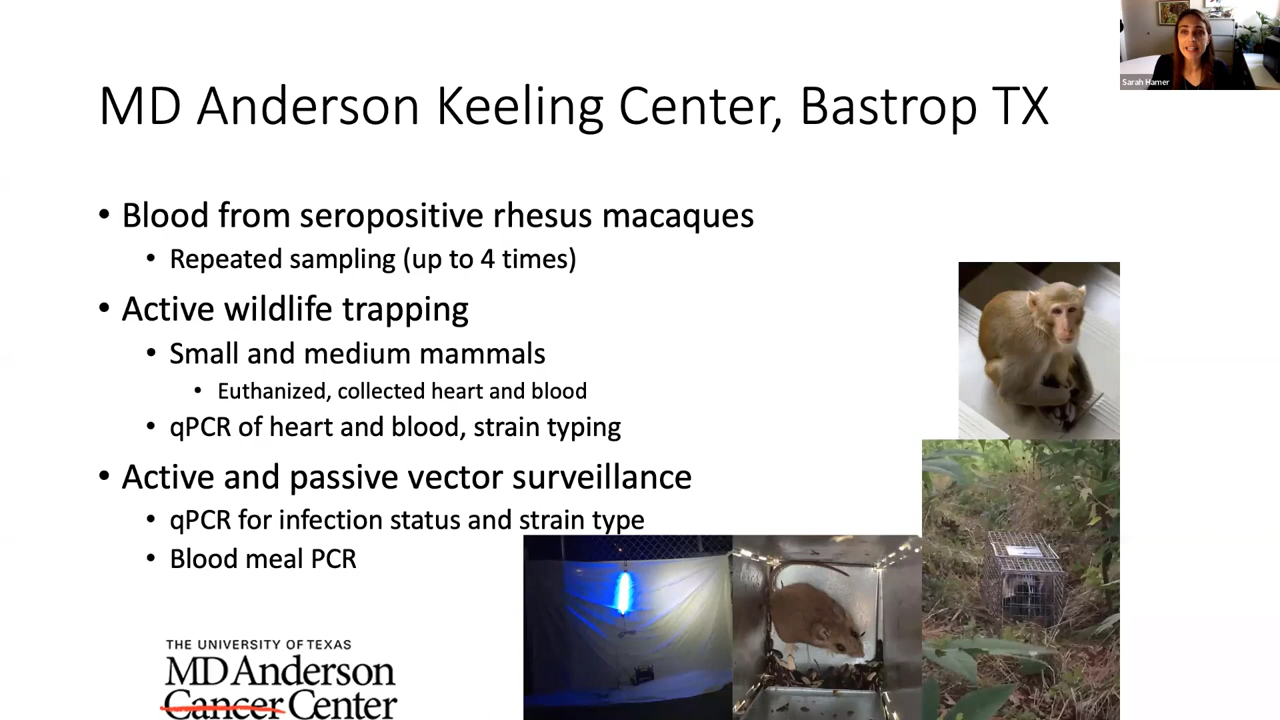 Sarah Hamer
MD Anderson Keeling Center, Bastrop TX
• Blood from seropositive rhesus macaques
• Repeated sampling (up to 4 times)
• Active wildlife trapping
• Small and medium mammals
• Euthanized, collected heart and blood
• qPCR of heart and blood, strain typing
• Active and passive vector surveillance
• qPCR for infection status and strain type
• Blood meal PCR
THE UNIVERSITY OF TEXAS
MD Anderson
Cancer Center